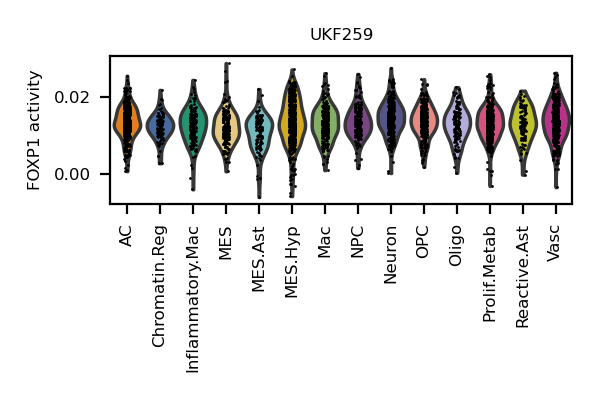 UKF259
FOXP1 activity
0.02
0.00
AC
Chromatin.Reg
Inflammatory.Mac
MES
MES.Ast
MES.Hyp
Mac
NPC
Neuron
OPC
Oligo
Prolif.Metab
Reactive.Ast
Vasc